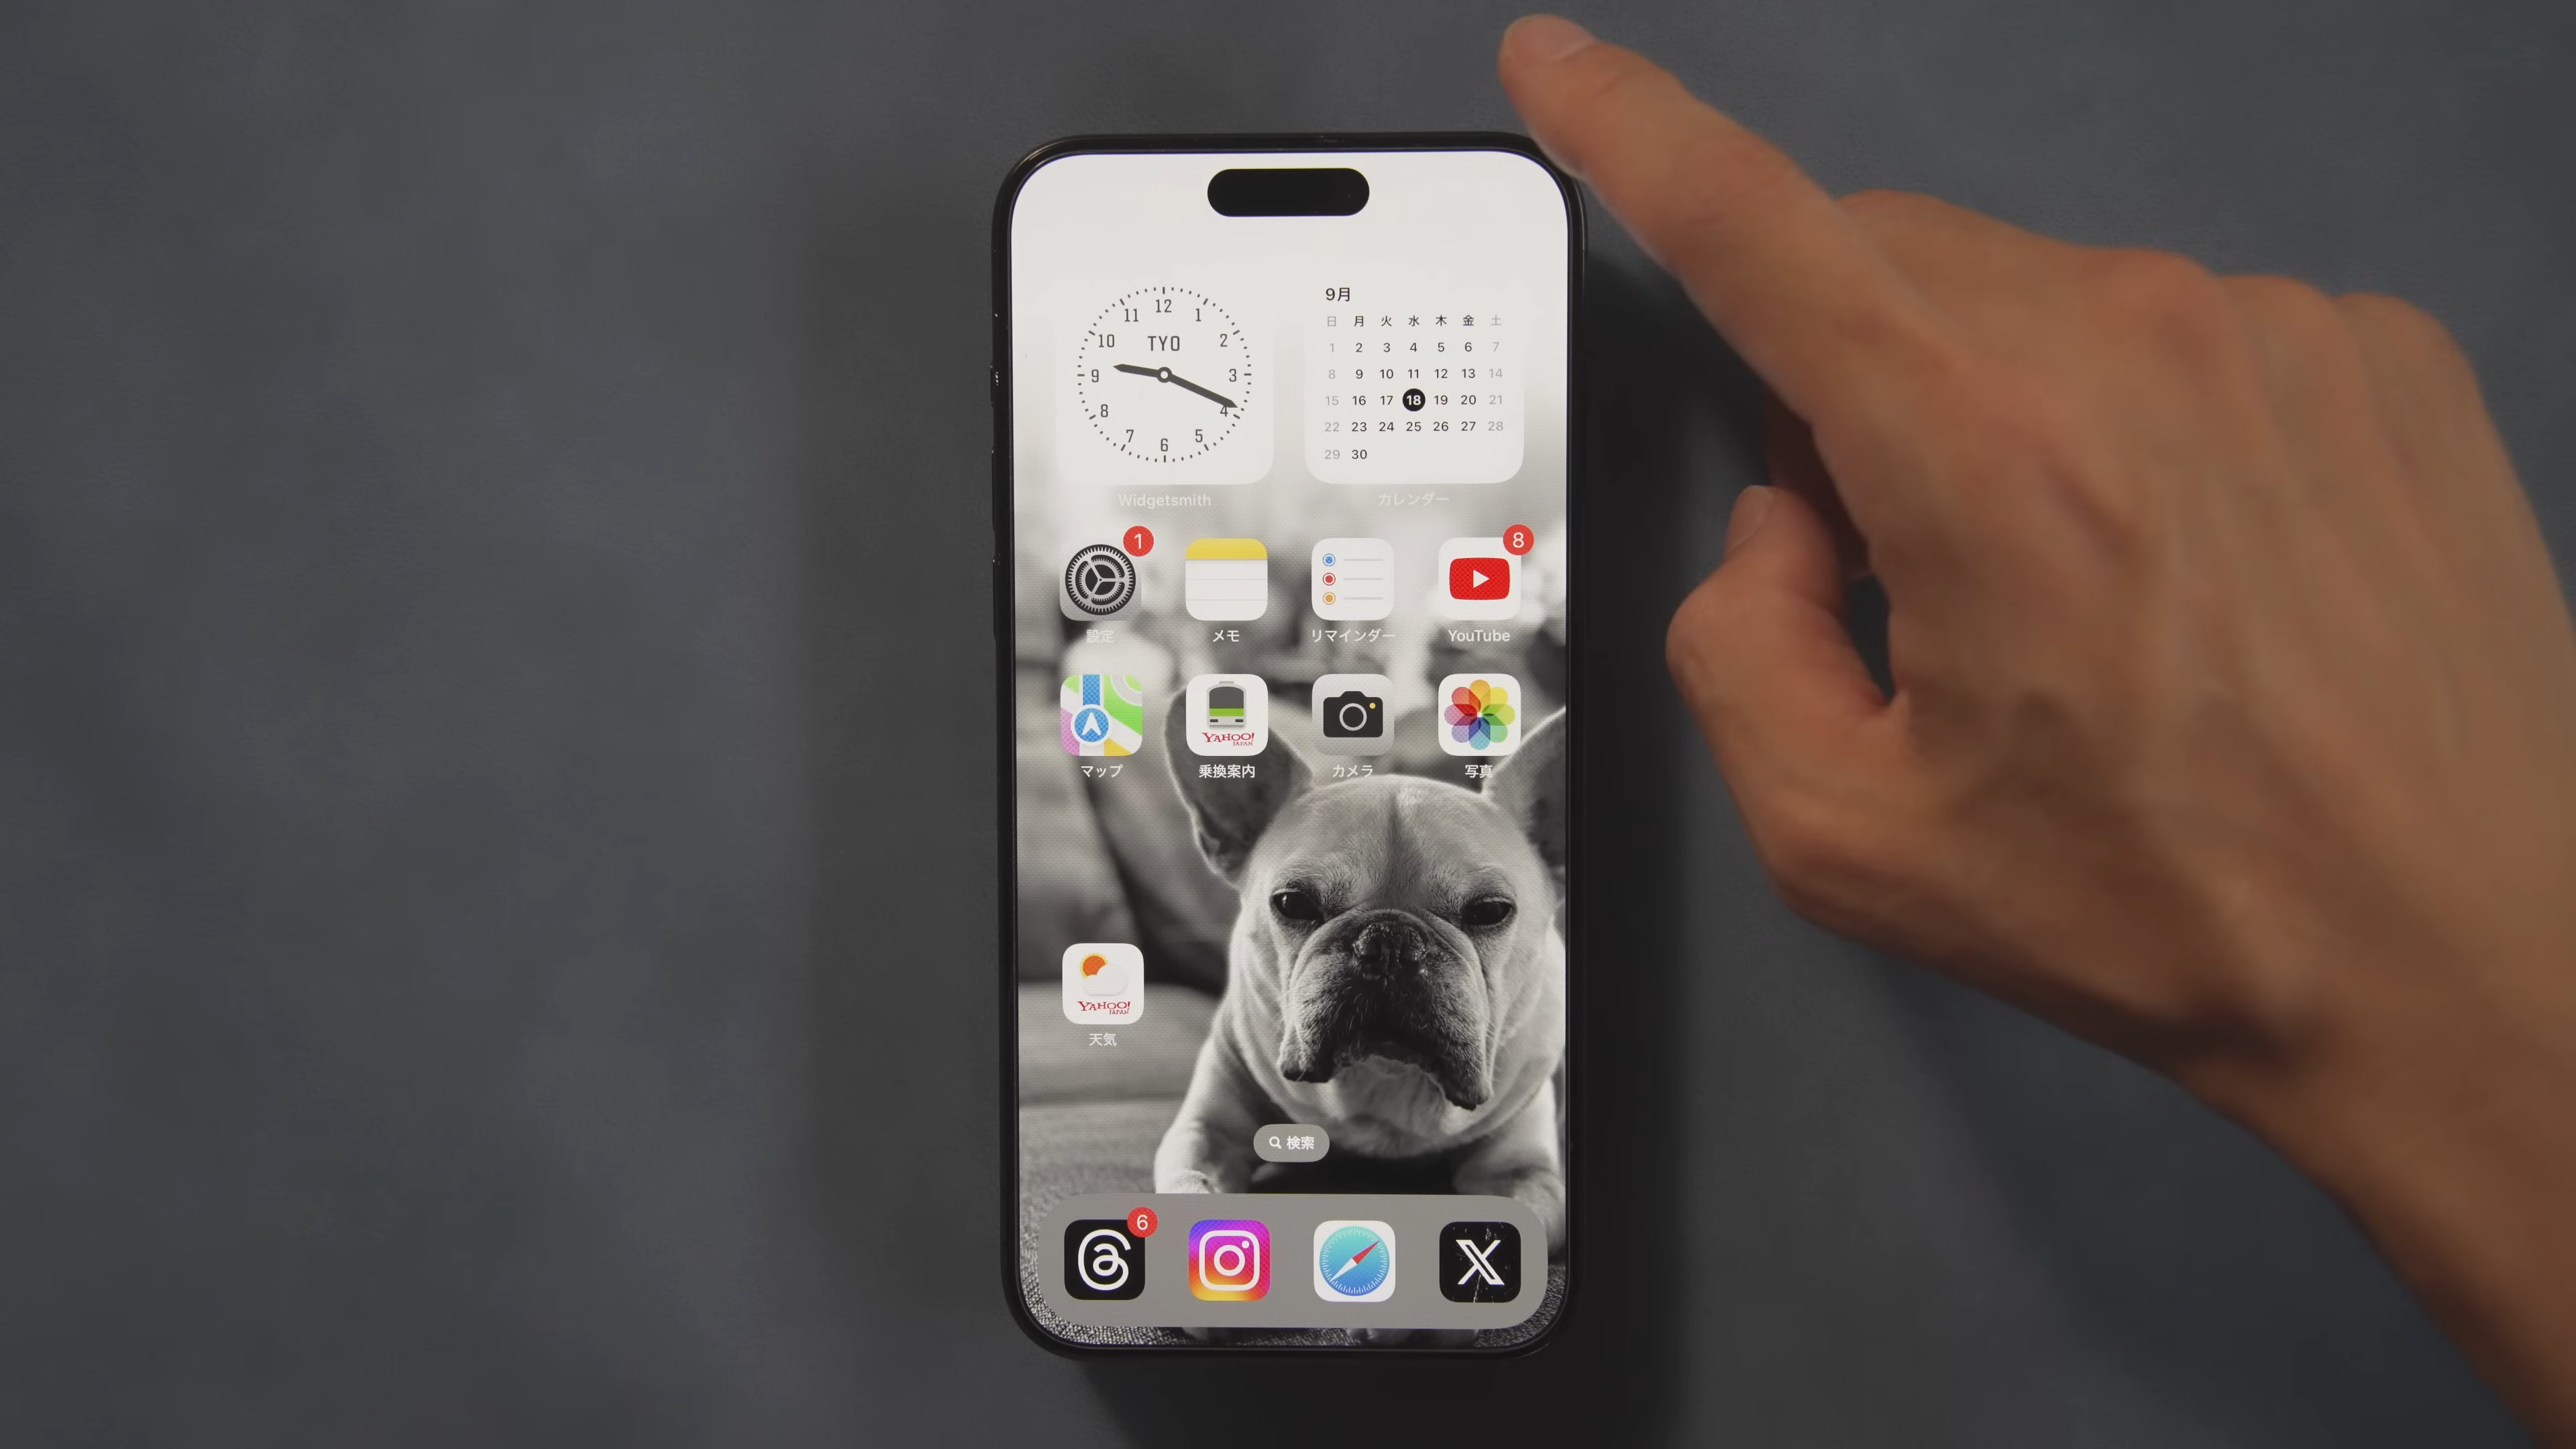 12
11 1
10 TYO 2
9 3
8 4
7 5
6
Widgetsmith
9月
日 月 火 水 木 金 土
1 2 3 4 5 6 7
8 9 10 11 12 13 14
15 16 17 18 19 20 21
22 23 24 25 26 27 28
29 30
カレンダー
1 8
設定 メモ リマインダー YouTube
YAHOO!
JAPAN
マップ 乗換案内 カメラ 写真
YAHOO!
JAPAN
天気
検索
6